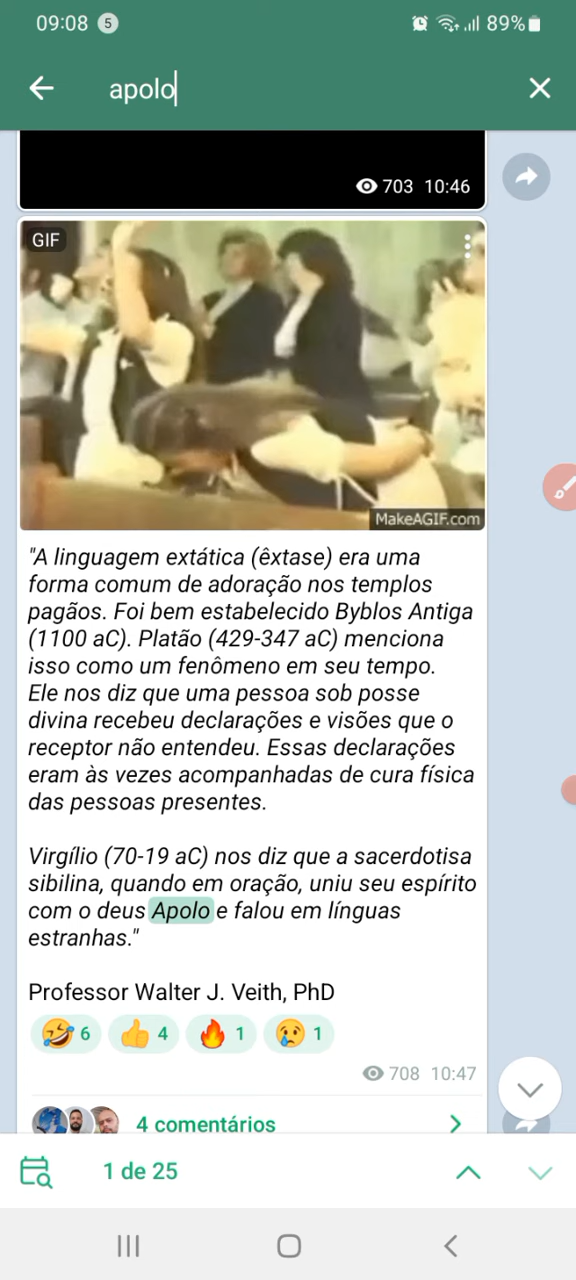 09:08 5 89%
apolo
703 10:46
GIF
MakeAGIF.com
"A linguagem extática (êxtase) era uma
forma comum de adoração nos templos
pagãos. Foi bem estabelecido Byblos Antiga
(1100 aC). Platão (429-347 aC) menciona
isso como um fenômeno em seu tempo.
Ele nos diz que uma pessoa sob posse
divina recebeu declarações e visões que o
receptor não entendeu. Essas declarações
eram às vezes acompanhadas de cura física
das pessoas presentes.
Virgílio (70-19 aC) nos diz que a sacerdotisa
sibilina, quando em oração, uniu seu espírito
com o deus Apolo e falou em línguas
estranhas."
Professor Walter J. Veith, PhD
6 4 1 1
708 10:47
4 comentários
1 de 25